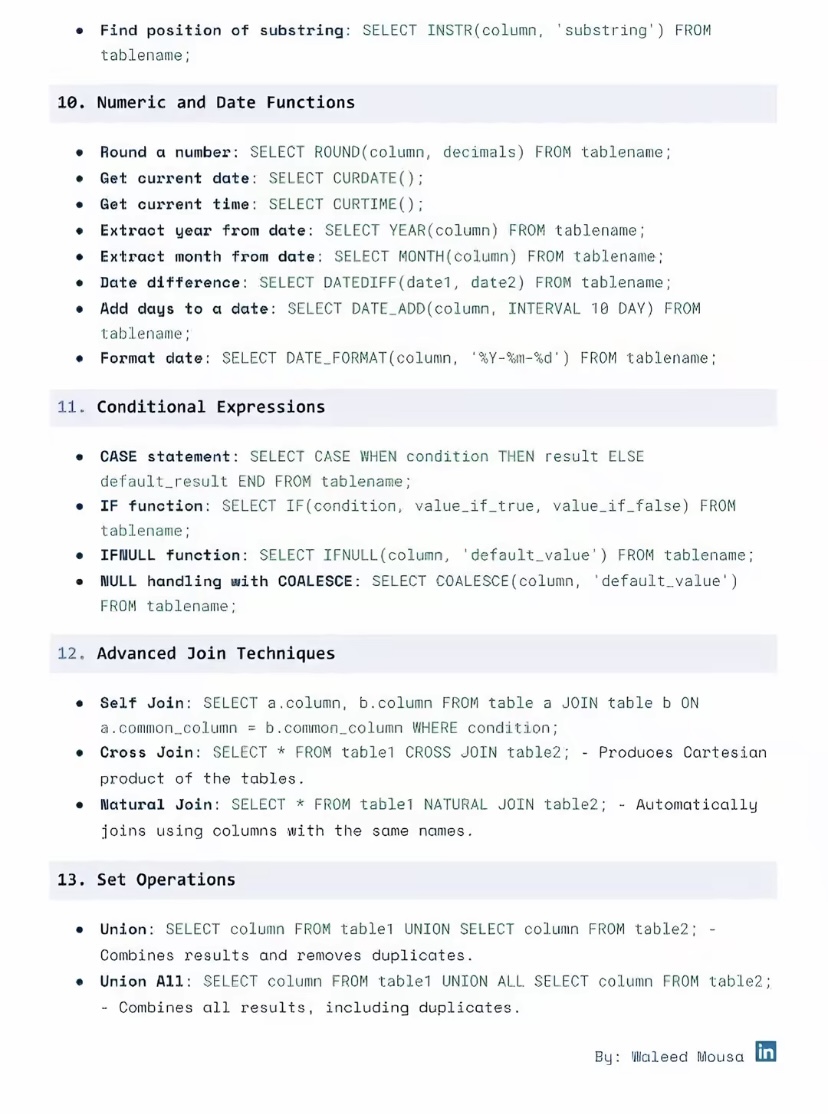 ● Find position of substring: SELECT INSTR(column, 'substring') FROM
tablename;
10. Numeric and Date Functions
● Round a number: SELECT ROUND(column, decimals) FROM tablename;
● Get current date: SELECT CURDATE();
● Get current time: SELECT CURTIME();
● Extract year from date: SELECT YEAR(column) FROM tablename;
● Extract month from date: SELECT MONTH(column) FROM tablename;
● Date difference: SELECT DATEDIFF(date1, date2) FROM tablename;
● Add days to a date: SELECT DATE_ADD(column, INTERVAL 10 DAY) FROM
tablename;
● Format date: SELECT DATE_FORMAT(column, '%Y-%m-%d') FROM tablename;
11. Conditional Expressions
● CASE statement: SELECT CASE WHEN condition THEN result ELSE
default_result END FROM tablename;
● IF function: SELECT IF(condition, value_if_true, value_if_false) FROM
tablename;
● IFNULL function: SELECT IFNULL(column, 'default_value') FROM tablename;
● NULL handling with COALESCE: SELECT COALESCE(column, 'default_value')
FROM tablename;
12. Advanced Join Techniques
● Self Join: SELECT a.column, b.column FROM table a JOIN table b ON
a.common_column = b.common_column WHERE condition;
● Cross Join: SELECT * FROM table1 CROSS JOIN table2; - Produces Cartesian
product of the tables.
● Natural Join: SELECT * FROM table1 NATURAL JOIN table2; - Automatically
joins using columns with the same names.
13. Set Operations
● Union: SELECT column FROM table1 UNION SELECT column FROM table2; -
Combines results and removes duplicates.
● Union All: SELECT column FROM table1 UNION ALL SELECT column FROM table2;
- Combines all results, including duplicates.
By: Waleed Mousa in